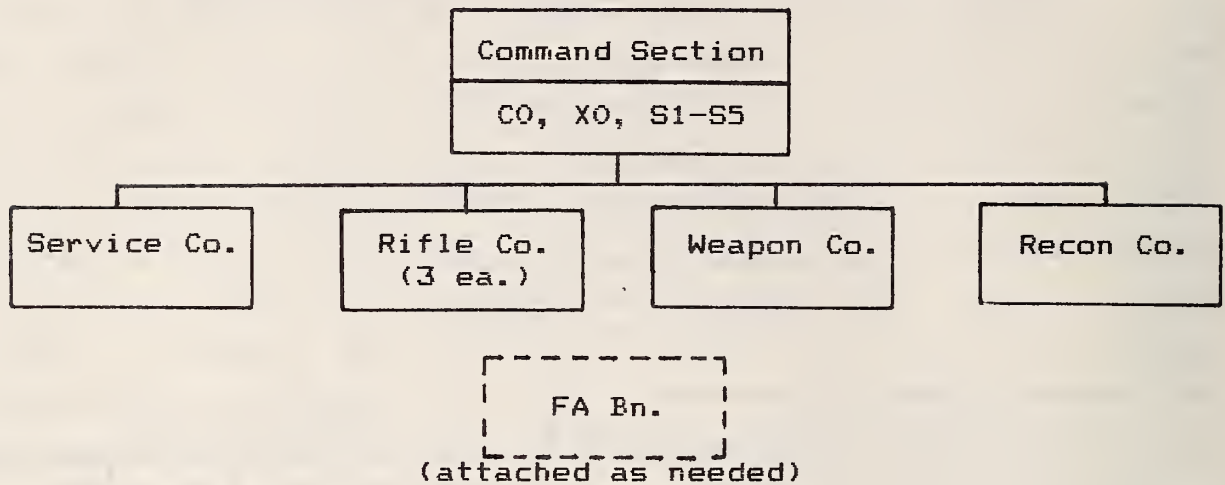 Command Section
CO, XO, S1-S5
Service Co.
Rifle Co.
(3 ea.)
Weapon Co.
Recon Co.
FA Bn.
(attached as needed)